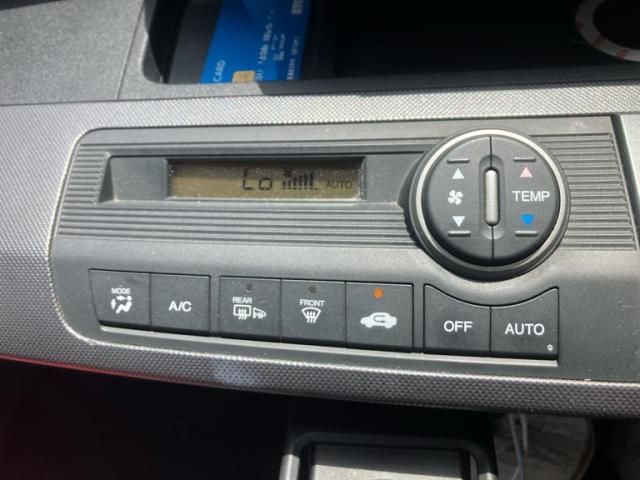 CARD
Lo AUTO
TEMP
MODE
A/C
REAR
FRONT
OFF
AUTO